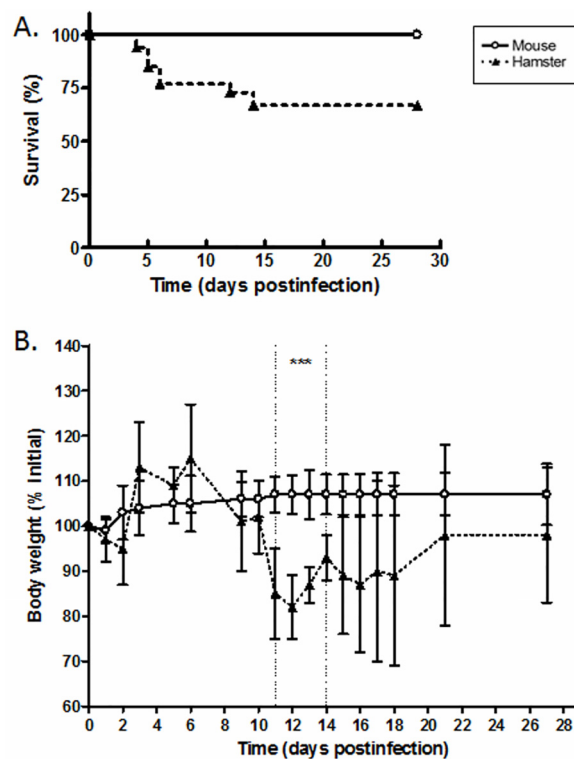 A.
Mouse
Hamster
Survival (%)
100
75
50
25
0
0 5 10 15 20 25 30
Time (days postinfection)
B.
***
Body weight (% Initial)
140
130
120
110
100
90
80
70
60
0 2 4 6 8 10 12 14 16 18 20 22 24 26 28
Time (days postinfection)